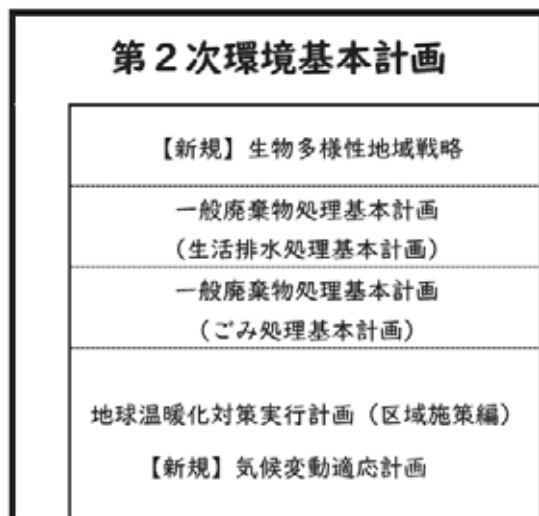 第2次環境基本計画
【新規】生物多様性地域戦略
一般廃棄物処理基本計画
（生活排水処理基本計画）
一般廃棄物処理基本計画
（ごみ処理基本計画）
地球温暖化対策実行計画（区域施策編）
【新規】気候変動適応計画